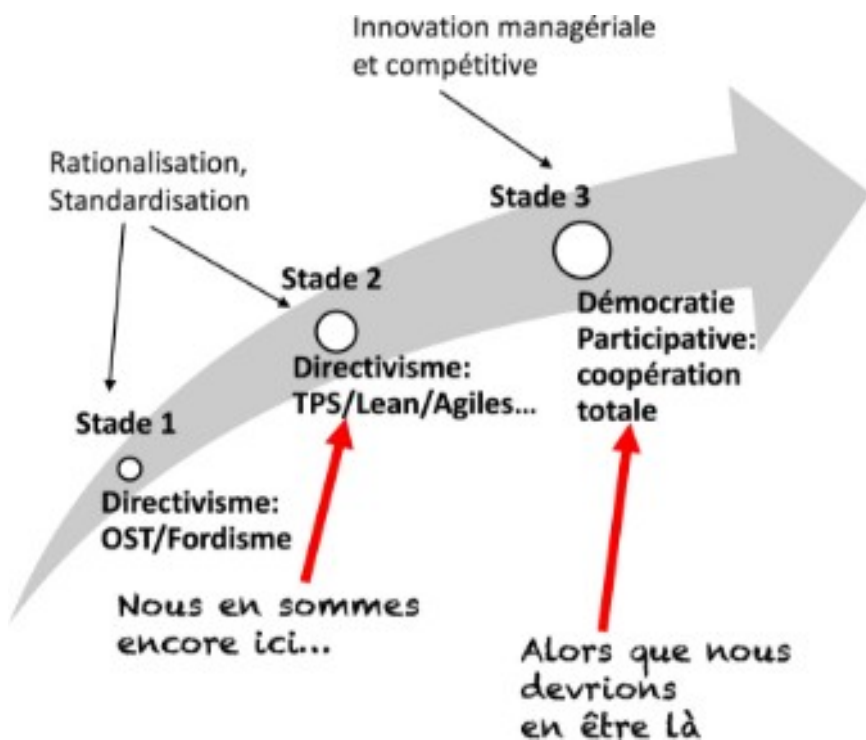 Innovation managériale
et compétitive
Rationalisation,
Standardisation
Stade 3
Stade 2
Démocratie
Participative:
coopération
totale
Directivisme:
TPS/Lean/Agiles...
Stade 1
Directivisme:
OST/Fordisme
Nous en sommes
encore ici...
Alors que nous
devrions
en être là